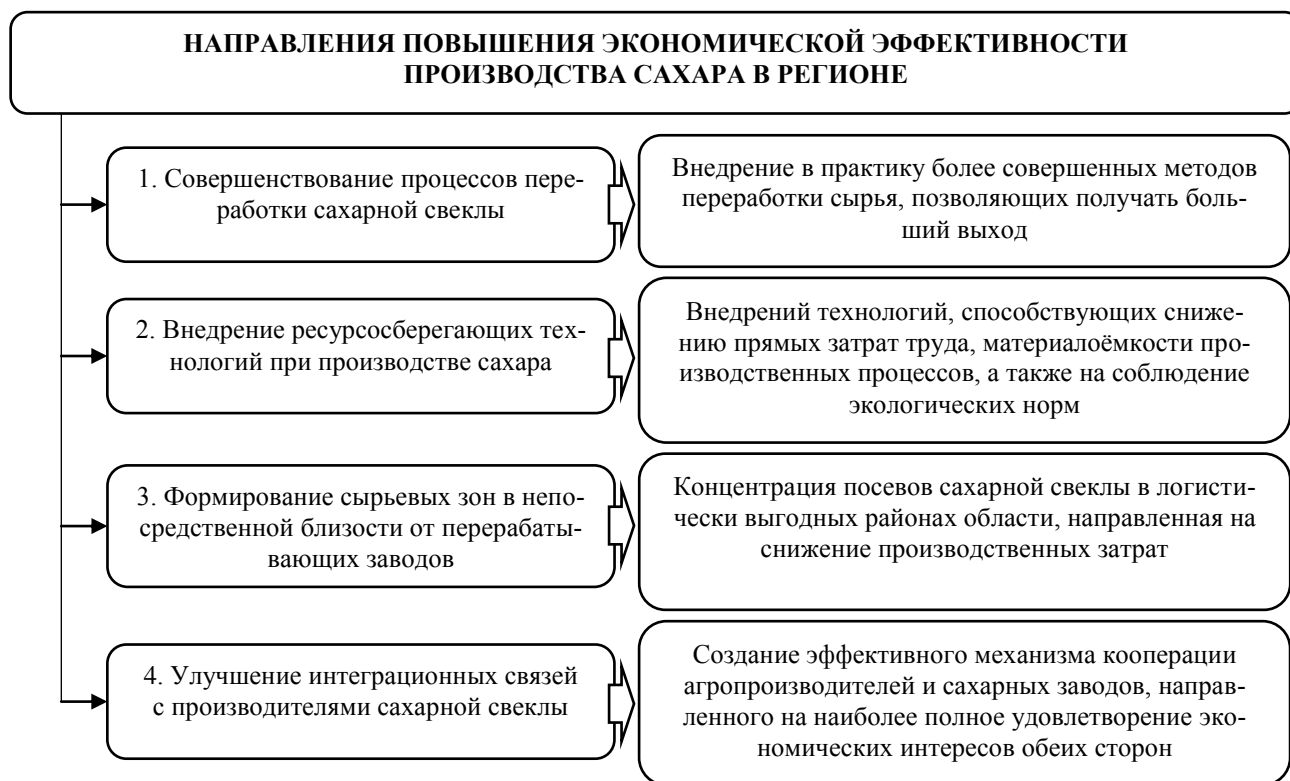 НАПРАВЛЕНИЯ ПОВЫШЕНИЯ ЭКОНОМИЧЕСКОЙ ЭФФЕКТИВНОСТИ
ПРОИЗВОДСТВА САХАРА В РЕГИОНЕ
1. Совершенствование процессов пере-
работки сахарной свеклы
Внедрение в практику более совершенных методов
переработки сырья, позволяющих получать боль-
ший выход
2. Внедрение ресурсосберегающих тех-
нологий при производстве сахара
Внедрений технологий, способствующих сниже-
нию прямых затрат труда, материалоёмкости про-
изводственных процессов, а также на соблюдение
экологических норм
3. Формирование сырьевых зон в непо-
средственной близости от перерабаты-
вающих заводов
Концентрация посевов сахарной свеклы в логисти-
чески выгодных районах области, направленная на
снижение производственных затрат
4. Улучшение интеграционных связей
с производителями сахарной свеклы
Создание эффективного механизма кооперации
агропроизводителей и сахарных заводов, направ-
ленного на наиболее полное удовлетворение эко-
номических интересов обеих сторон